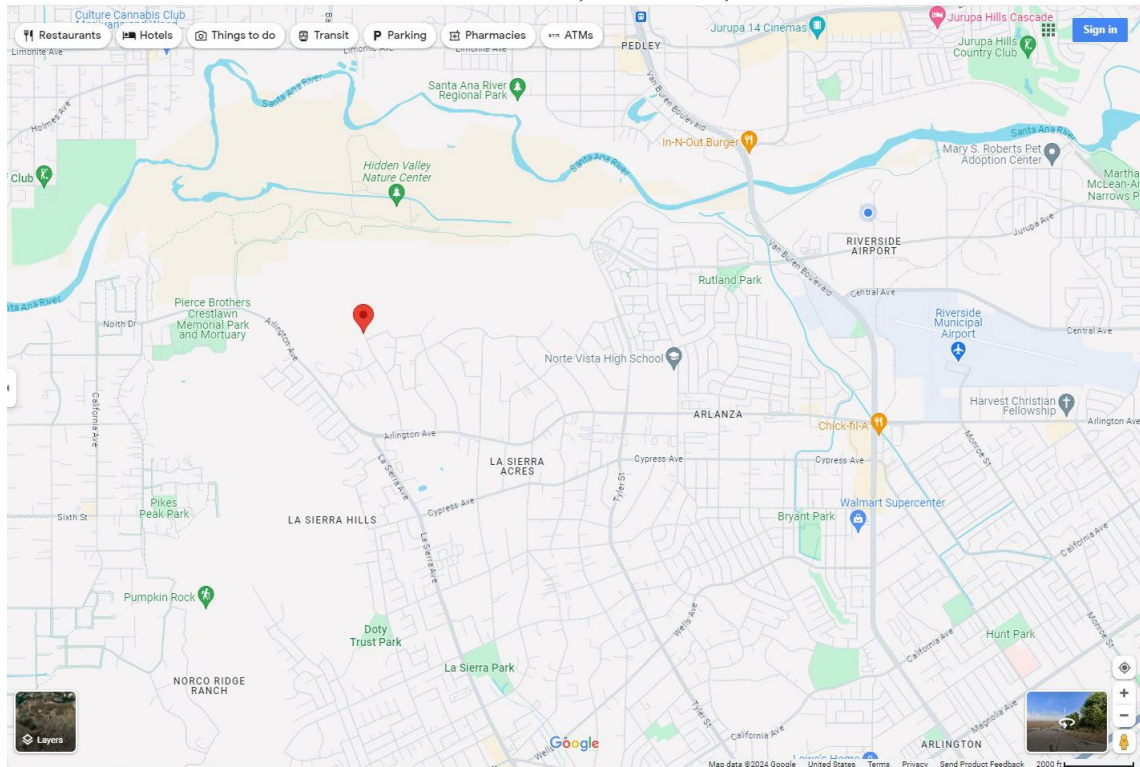 Culture Cannabis Club
Restaurants
Hotels
Things to do
Transit
Parking
Pharmacies
ATMs
PEDLEY
Jurupa 14 Cinemas
Jurupa Hills Cascade
Sign in
Limonite Ave
Limonite Ave
Jurupa Hills
Country Club
Santa Ana River
Santa Ana River
Regional Park
Van Buren Boulevard
Holmes Ave
In-N-Out Burger
Santa Ana River
Mary S. Roberts Pet
Adoption Center
Club
Hidden Valley
Nature Center
Santa Ana River
Martha
McLean-An
Narrows P
Jurupa Ave
RIVERSIDE
AIRPORT
Van Buren Boulevard
Rutland Park
Central Ave
ta Ana River
Pierce Brothers
Crestlawn
Memorial Park
and Mortuary
North Dr
Arlington Ave
Riverside
Municipal
Airport
Central Ave
Norte Vista High School
California Ave
Harvest Christian
Fellowship
ARLANZA
Arlington Ave
Chick-fil-A
Arlington Ave
Monroe St
LA SIERRA
ACRES
Cypress Ave
Cypress Ave
La Sierra Ave
Tyler St
Pikes
Peak Park
Sixth St
Cypress Ave
Walmart Supercenter
LA SIERRA HILLS
Bryant Park
California Ave
La Sierra Ave
Pumpkin Rock
Wells Ave
Monroe St
Doty
Trust Park
Hunt Park
California Ave
La Sierra Park
NORCO RIDGE
RANCH
Tyler St
Magnolia Ave
Layers
Google
California Ave
Wells
ARLINGTON
Lowe's Home
Map data ©2024 Google United States Terms Privacy Send Product Feedback 2000 ft